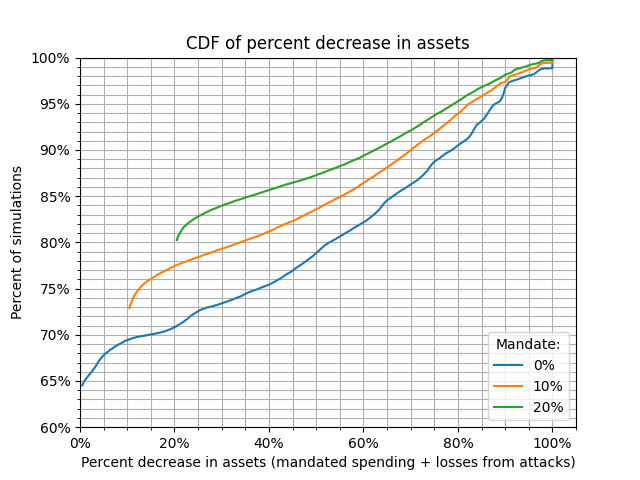 CDF of percent decrease in assets
100%
95%
90%
85%
80%
75%
70%
65%
60%
Percent of simulations
Mandate:
0%
10%
20%
0% 20% 40% 60% 80% 100%
Percent decrease in assets (mandated spending + losses from attacks)